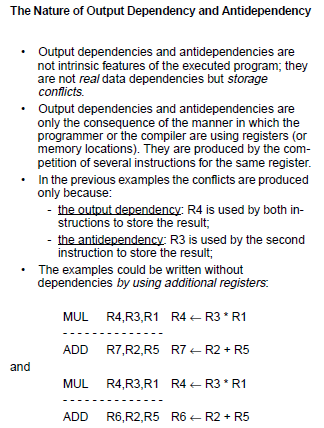 The Nature of Output Dependency and Antidependency
• Output dependencies and antidependencies are
not intrinsic features of the executed program; they
are not real data dependencies but storage
conflicts.
• Output dependencies and antidependencies are
only the consequence of the manner in which the
programmer or the compiler are using registers (or
memory locations). They are produced by the com-
petition of several instructions for the same register.
• In the previous examples the conflicts are produced
only because:
- the output dependency: R4 is used by both in-
structions to store the result;
- the antidependency: R3 is used by the second
instruction to store the result;
• The examples could be written without
dependencies by using additional registers:
MUL R4,R3,R1 R4 ← R3 * R1
- - - - - - - - - - - - - -
ADD R7,R2,R5 R7 ← R2 + R5
and
MUL R4,R3,R1 R4 ← R3 * R1
- - - - - - - - - - - - - -
ADD R6,R2,R5 R6 ← R2 + R5